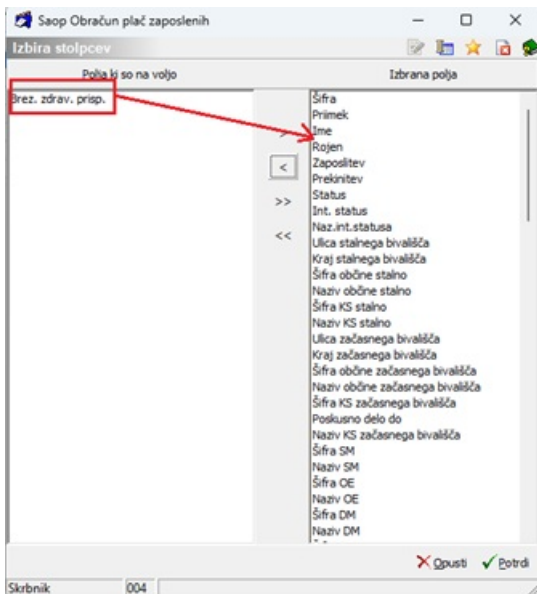 Saop Obračun plač zaposlenih
Izbira stolpcev
Polja ki so na voljo
Izbrana polja
Brez. zdrav. prisp.
>
<
>>
<<
Šifra
Priimek
Ime
Rojen
Zaposlitev
Prekinitev
Status
Int. status
Naz.int.statusa
Ulica stalnega bivališča
Kraj stalnega bivališča
Šifra občine stalno
Naziv občine stalno
Šifra KS stalno
Naziv KS stalno
Ulica začasnega bivališča
Kraj začasnega bivališča
Šifra občine začasnega bivališča
Naziv občine začasnega bivališča
Šifra KS začasnega bivališča
Poskusno delo do
Naziv KS začasnega bivališča
Šifra SM
Naziv SM
Šifra OE
Naziv OE
Šifra DM
Naziv DM
Opusti
Potrdi
Skrbnik
004